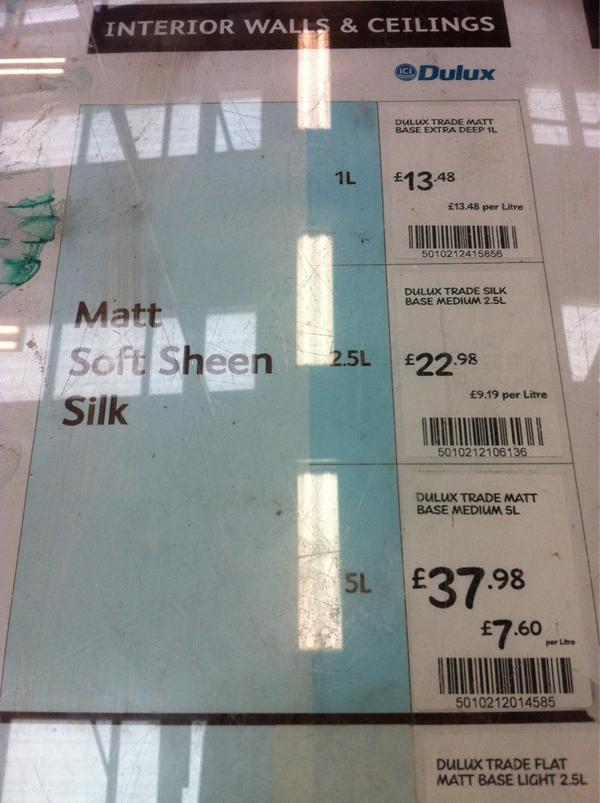 INTERIOR WALLS & CEILINGS
ICI Dulux
Matt
Soft Sheen
Silk
1L
DULUX TRADE MATT
BASE EXTRA DEEP 1L
£13.48
£13.48 per Litre
5010212415856
2.5L
DULUX TRADE SILK
BASE MEDIUM 2.5L
£22.98
£9.19 per Litre
5010212106136
5L
DULUX TRADE MATT
BASE MEDIUM 5L
£37.98
£7.60 per Litre
5010212014585
DULUX TRADE FLAT
MATT BASE LIGHT 2.5L